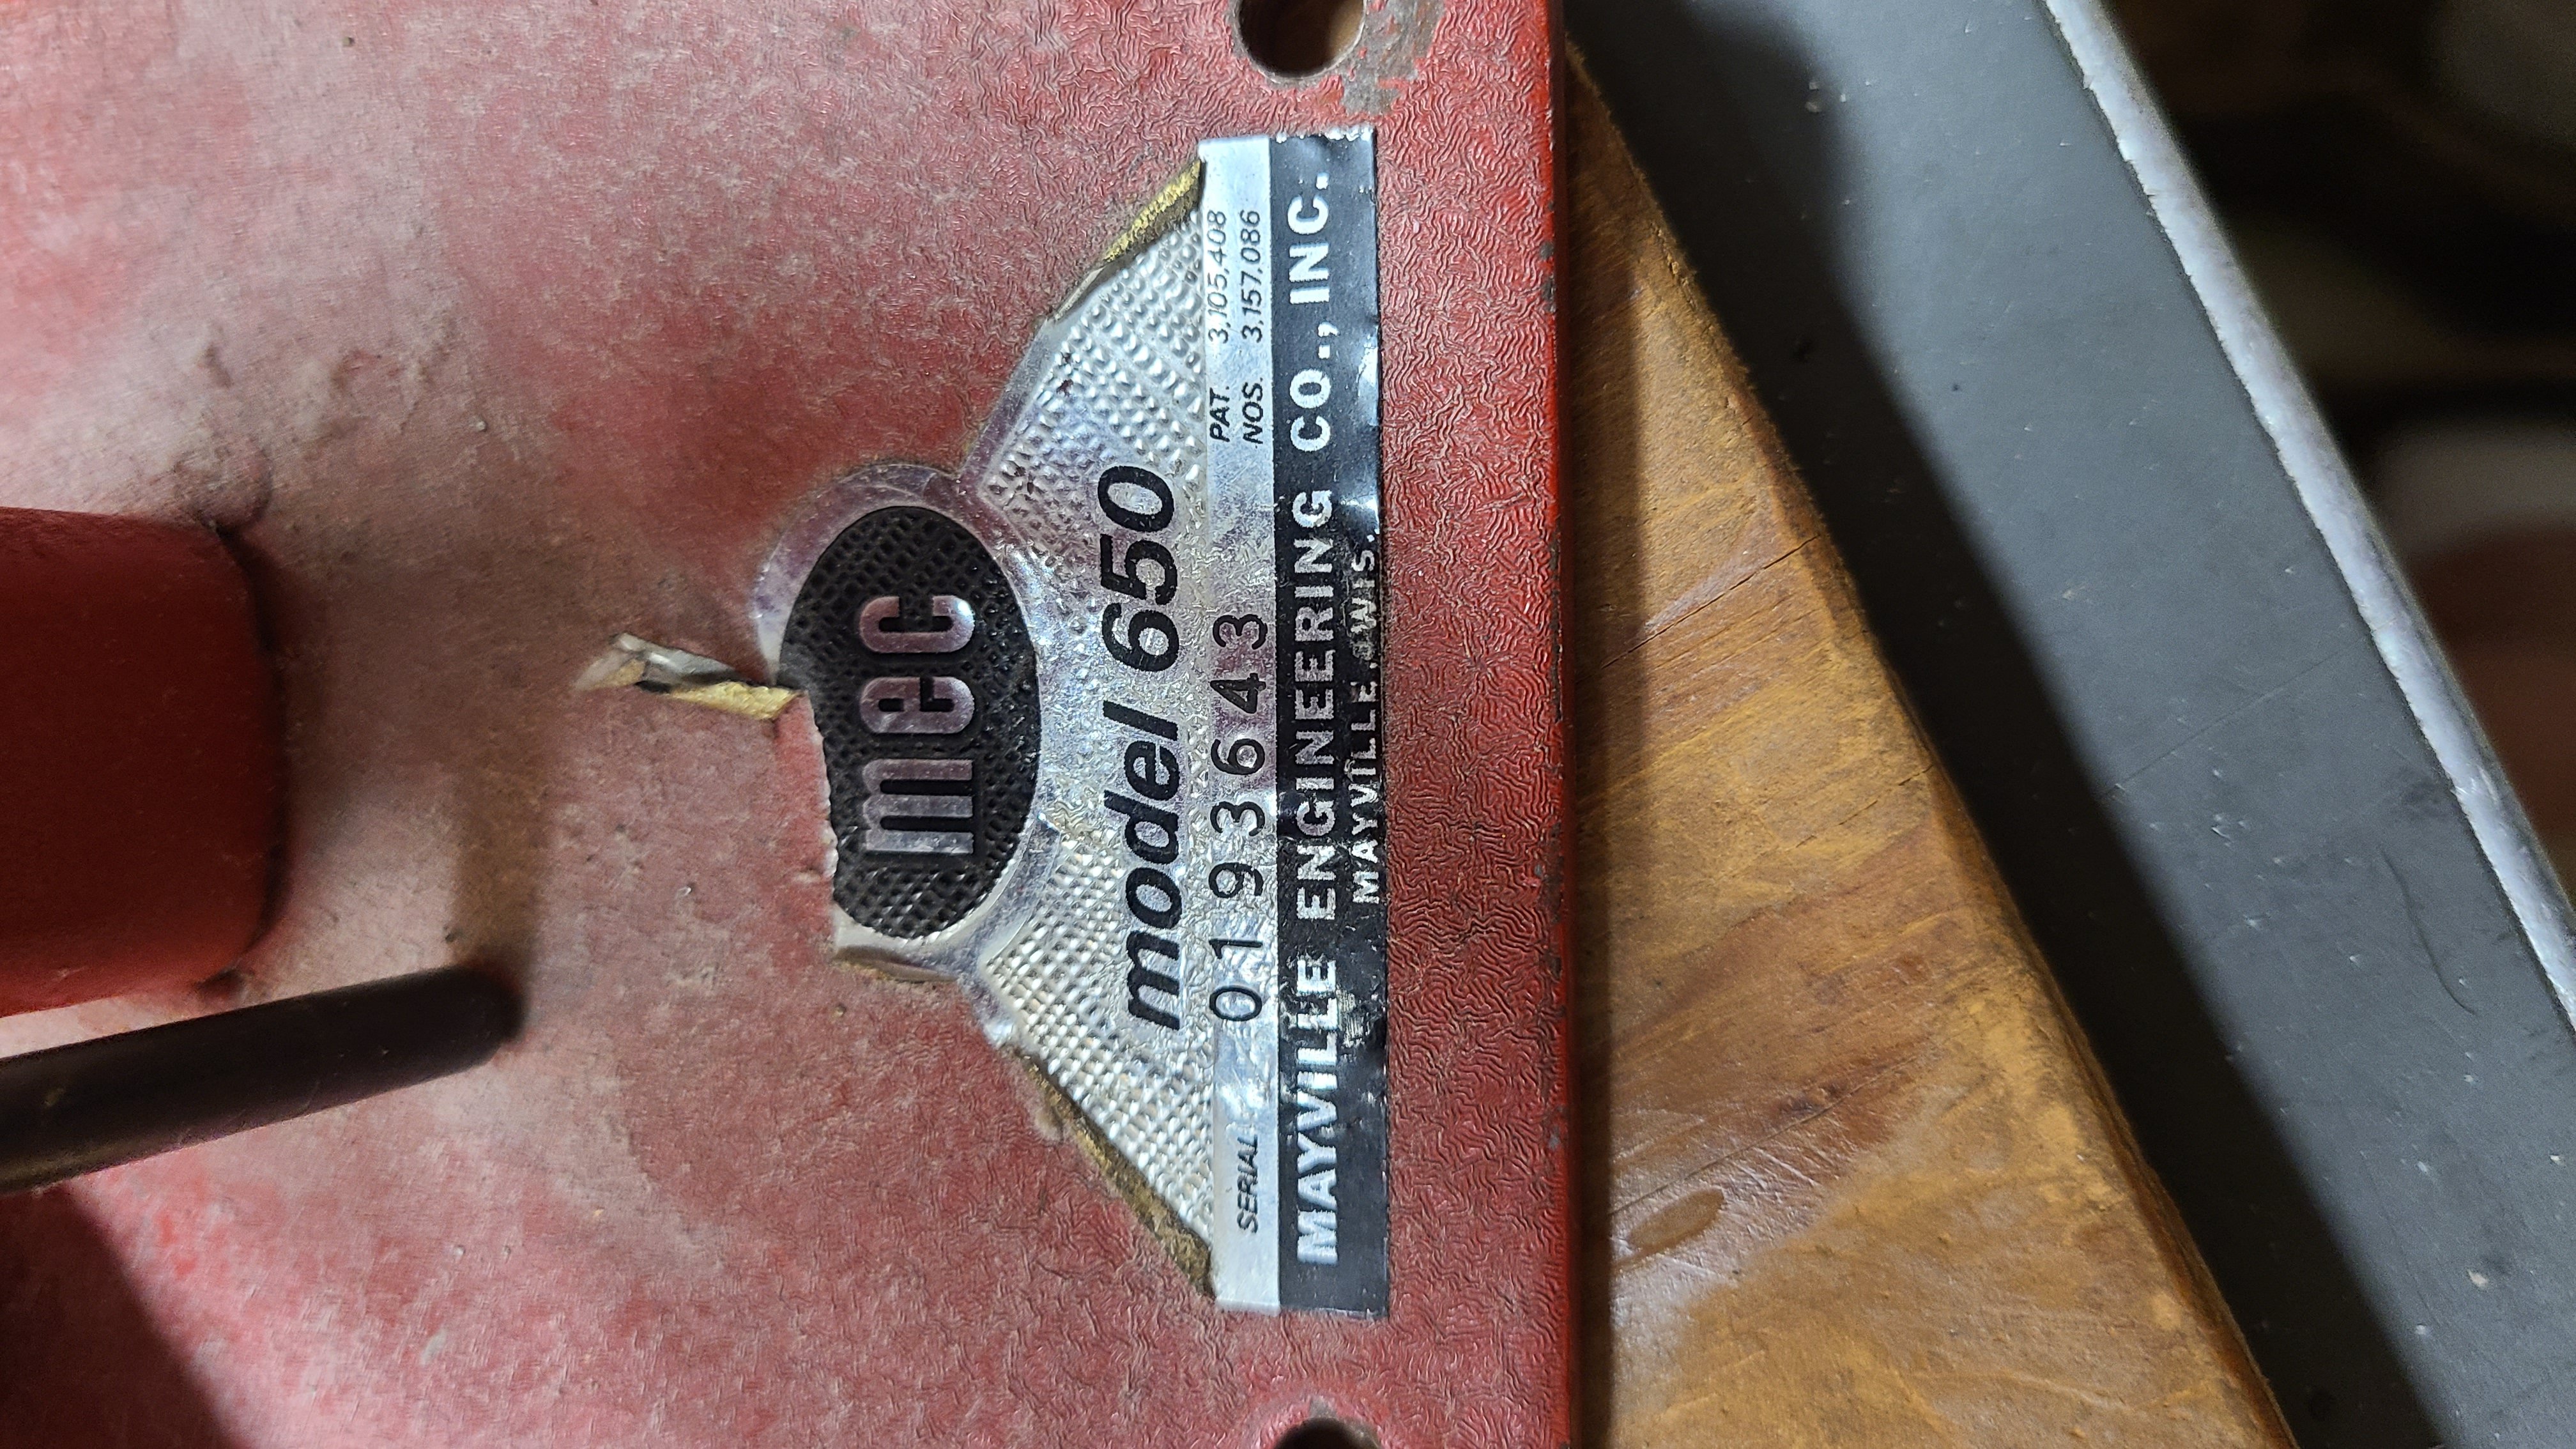 mec
model 650
PAT. 3,105,408
NOS. 3,157,086
SERIAL 0193643
MAYVILLE ENGINEERING CO., INC.
MAYVILLE, WIS.